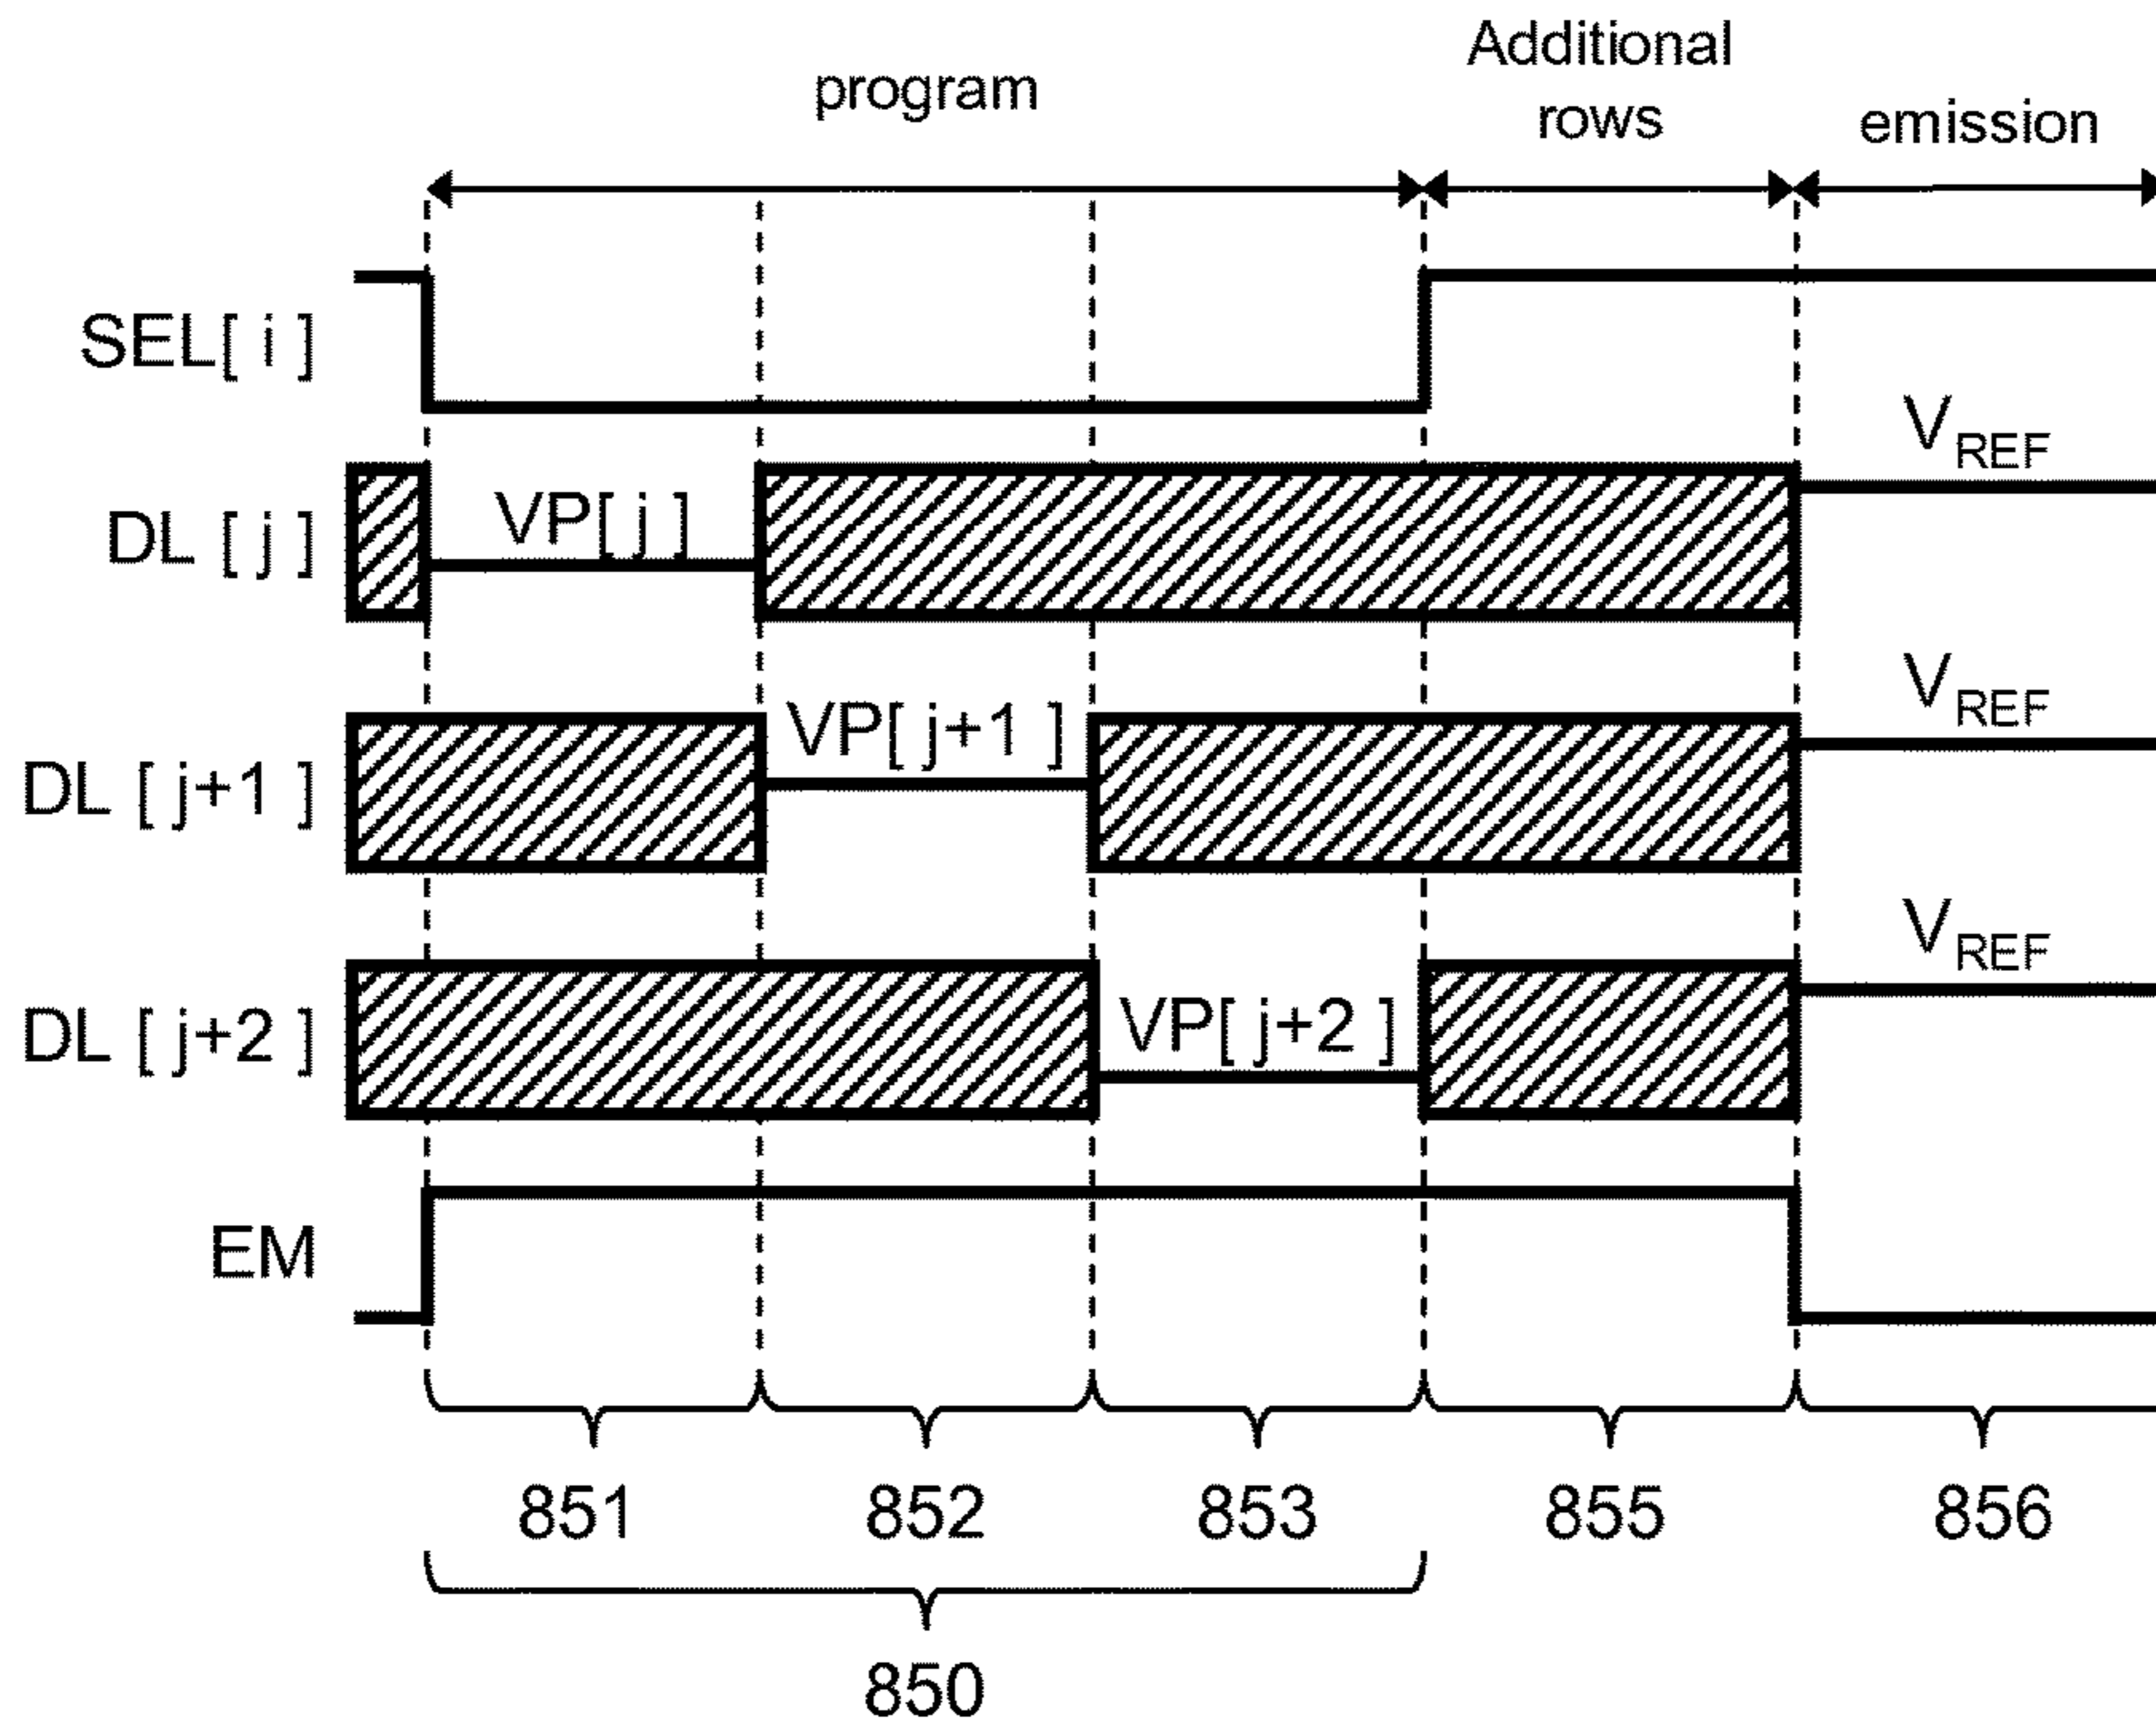 program
Additional
rows
emission
SEL[ i ]
DL [ j ]
VP[ j ]
VREF
DL [ j+1 ]
VP[ j+1 ]
VREF
DL [ j+2 ]
VP[ j+2 ]
VREF
EM
851 852 853 855 856
850